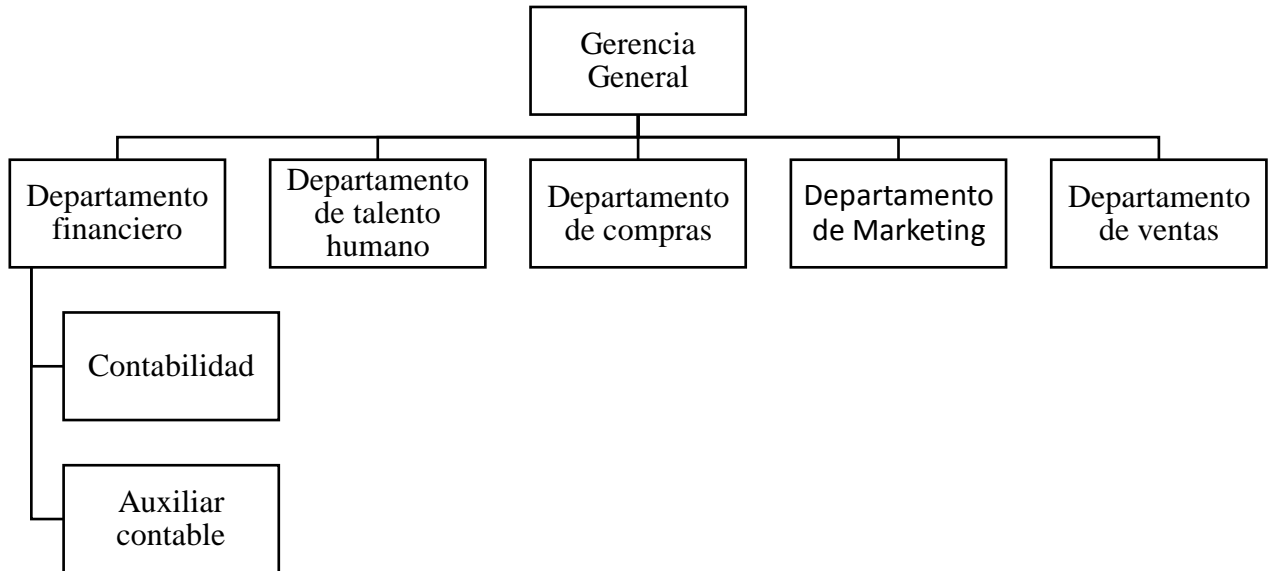 Gerencia
General
Departamento
financiero
Departamento
de talento
humano
Departamento
de compras
Departamento
de Marketing
Departamento
de ventas
Contabilidad
Auxiliar
contable